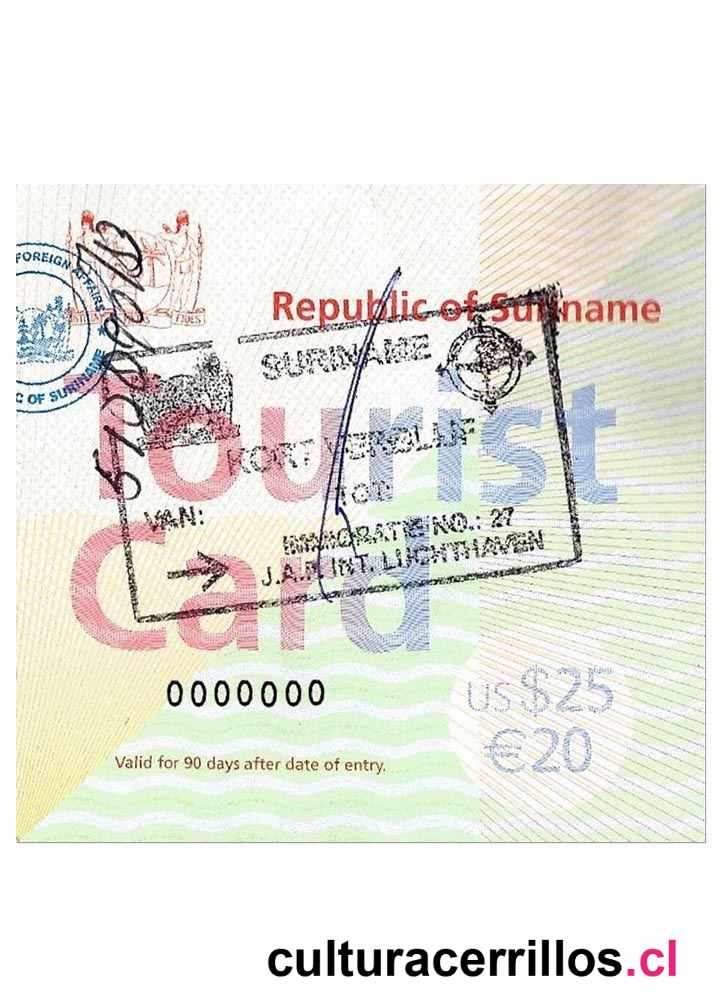 FOREIGN AFFAIRS
C OF SURINAME
FIDES
Republic of Suriname
Tourist
Card
SURINAME
KORT VERBLIJF
TOT
VAN:
IMMIGRATIE NO.: 27
J.A.P. INT. LUCHTHAVEN
0000000
US $25
€20
Valid for 90 days after date of entry.
culturacerrillos.cl